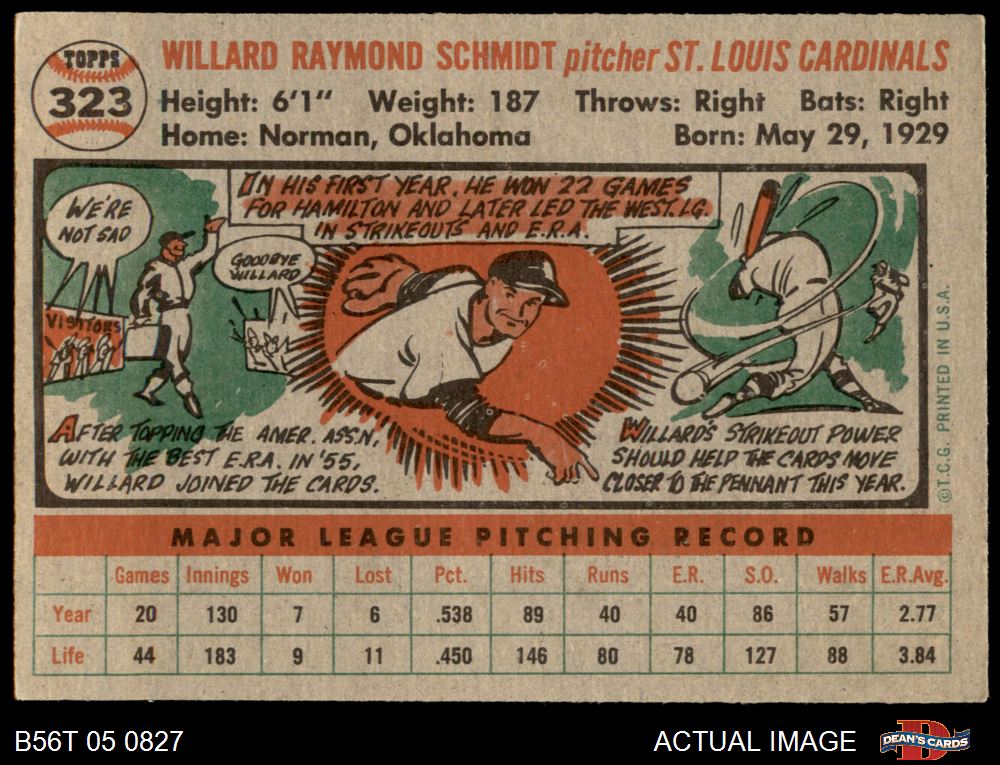 TOPPS
323
WILLARD RAYMOND SCHMIDT pitcher ST. LOUIS CARDINALS
Height: 6'1" Weight: 187 Throws: Right Bats: Right
Home: Norman, Oklahoma Born: May 29, 1929
IN HIS FIRST YEAR, HE WON 22 GAMES
FOR HAMILTON AND LATER LED THE WEST. LG.
IN STRIKEOUTS AND E.R.A.
WE'RE
NOT SAD
GOODBYE
WILLARD
VISITORS
AFTER TOPPING THE AMER. ASS'N,
WITH THE BEST E.R.A. IN '55,
WILLARD JOINED THE CARDS.
WILLARD'S STRIKEOUT POWER
SHOULD HELP THE CARDS MOVE
CLOSER TO THE PENNANT THIS YEAR.
©T.C.G. PRINTED IN U.S.A.
MAJOR LEAGUE PITCHING RECORD
Games Innings Won Lost Pct. Hits Runs E.R. S.O. Walks E.R.Avg.
Year 20 130 7 6 .538 89 40 40 86 57 2.77
Life 44 183 9 11 .450 146 80 78 127 88 3.84
B56T 05 0827 ACTUAL IMAGE DEAN'S CARDS